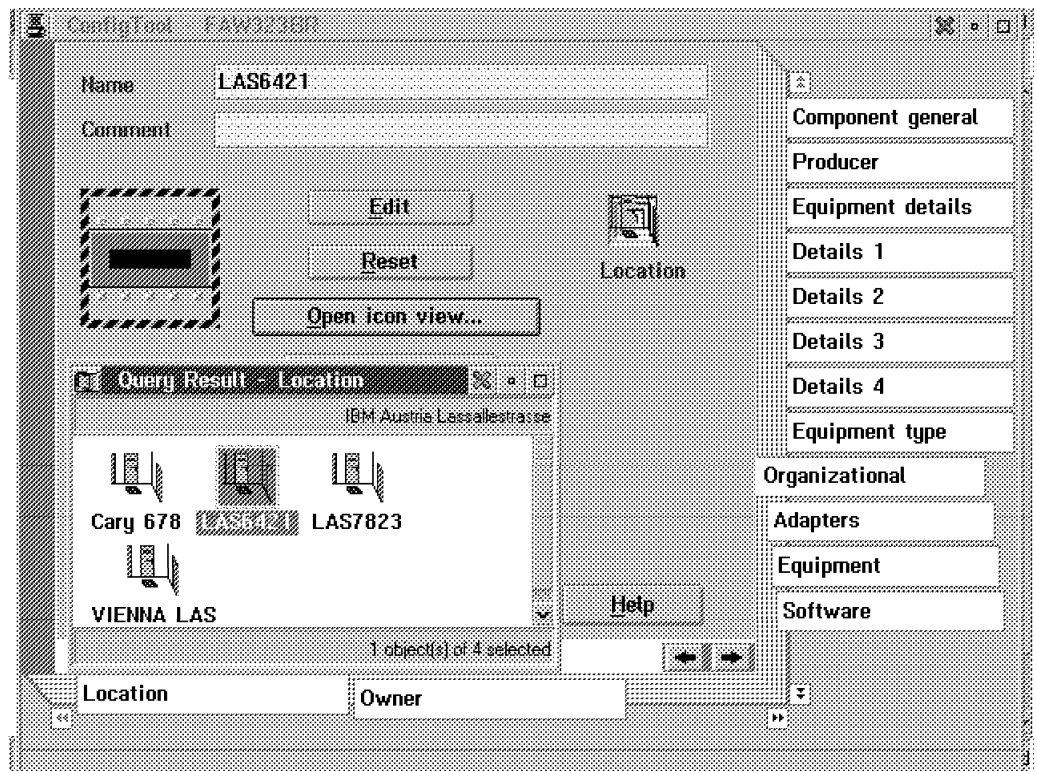 ConfigTool - EAW323BR
Name LAS6421
Comment
Edit
Reset
Open icon view...
Location
Query Result - Location
IBM Austria Lassallestrasse
Cary 678 LAS6421 LAS7823
VIENNA LAS
1 object(s) of 4 selected
Help
Location
Owner
Component general
Producer
Equipment details
Details 1
Details 2
Details 3
Details 4
Equipment type
Organizational
Adapters
Equipment
Software